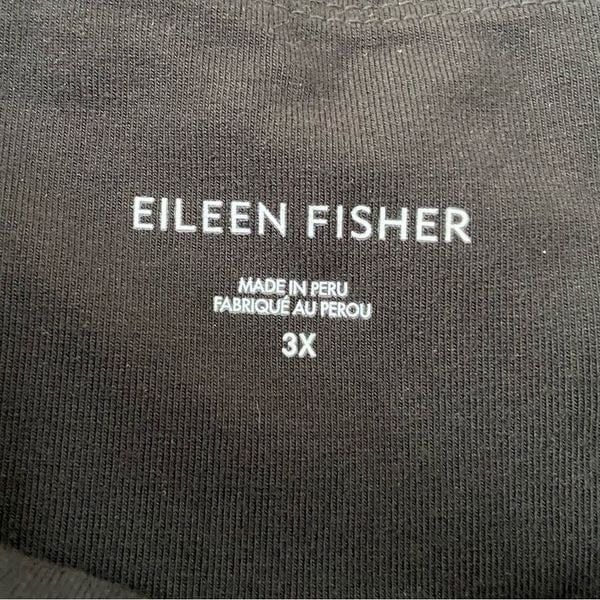 EILEEN FISHER
MADE IN PERU
FABRIQUÉ AU PEROU
3X